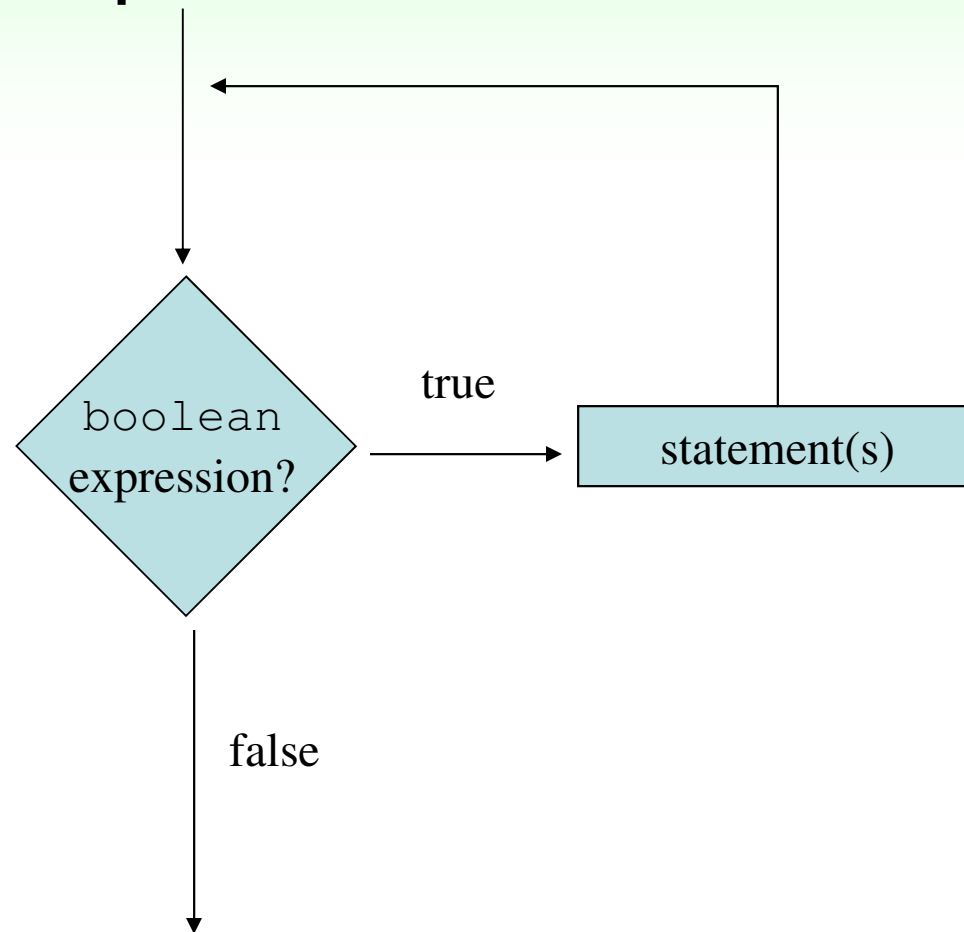 true
boolean
expression?
statement(s)
false